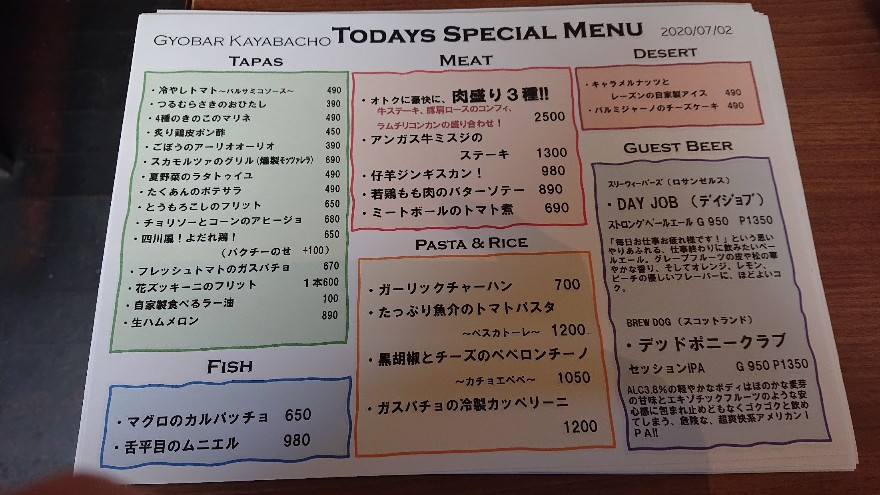 GYOBAR KAYABACHO TODAYS SPECIAL MENU 2020/07/02
TAPAS
・冷やしトマト～バルサミコソース～ 490
・つるむらさきのおひたし 390
・4種のきのこのマリネ 490
・炙り鶏皮ポン酢 450
・ごぼうのアーリオオーリオ 390
・スカモルツァのグリル(燻製モッツァレラ) 690
・夏野菜のラタトゥイユ 490
・たくあんのポテサラ 490
・とうもろこしのフリット 650
・チョリソーとコーンのアヒージョ 680
・四川風！よだれ鶏！ 650
(パクチーのせ +100)
・フレッシュトマトのガスパチョ 670
・花ズッキーニのフリット 1本600
・自家製食べるラー油 100
・生ハムメロン 890
FISH
・マグロのカルパッチョ 650
・舌平目のムニエル 980
MEAT
・オトクに豪快に、肉盛り３種!!
牛ステーキ、豚肩ロースのコンフィ、
ラムチリコンカンの盛り合わせ！ 2500
・アンガス牛ミスジの
ステーキ 1300
・仔羊ジンギスカン！ 980
・若鶏もも肉のバターソテー 890
・ミートボールのトマト煮 690
PASTA & RICE
・ガーリックチャーハン 700
・たっぷり魚介のトマトパスタ
～ペスカトーレ～ 1200
・黒胡椒とチーズのペペロンチーノ
～カチョエペペ～ 1050
・ガスパチョの冷製カッペリーニ
1200
DESERT
・キャラメルナッツと
レーズンの自家製アイス 490
・パルミジャーノのチーズケーキ 490
GUEST BEER
スリーウィーバーズ（ロサンゼルス）
・DAY JOB （デイジョブ）
ストロングペールエール G 950 P1350
「毎日お仕事お疲れ様です！」という思い
やりあふれる、仕事終わりに飲みたいペー
ルエール。グレープフルーツの皮や松の華
やかな香り、そしてオレンジ、レモン、
ピーチの優しいフレーバーに、ほどよいコ
ク。
BREW DOG （スコットランド）
・デッドポニークラブ
セッションIPA G 950 P1350
ALC3.8%の軽やかなボディはほのかな麦芽
の甘味とエキゾチックフルーツのような安
心感に包まれ止めどもなくゴクゴクと飲め
てしまう、危険な、超爽快系アメリカンI
PA!!